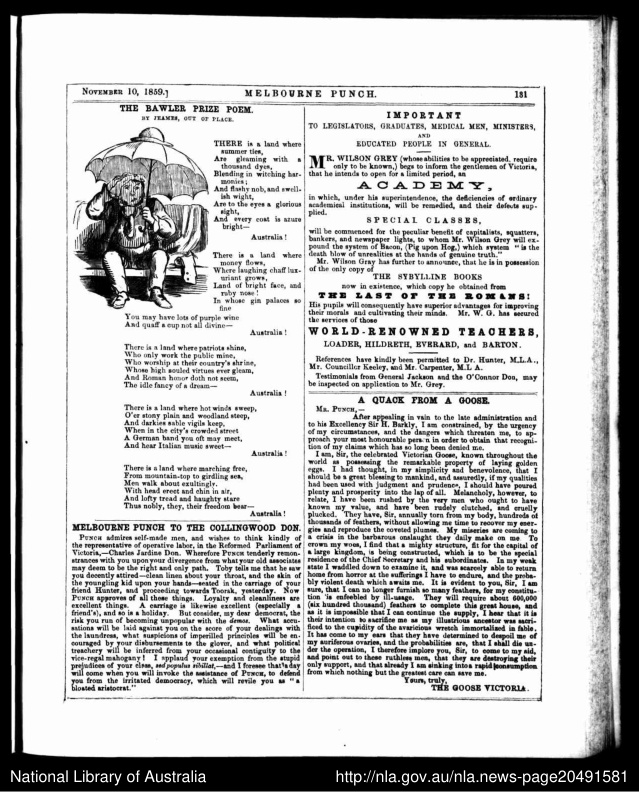 NOVEMBER 10, 1859.] MELBOURNE PUNCH. 181
THE BAWLER PRIZE POEM.
BY JEAMES, OUT OF PLACE.
THERE is a land where
summer ties,
Are gleaming with a
thousand dyes,
Blending in witching har-
monies;
And flashy nob, and swell-
ish wight,
Are to the eyes a glorious
sight,
And every coat is azure
bright—
Australia!
There is a land where
money flows,
Where laughing chaff lux-
uriant grows,
Land of bright face, and
ruby nose!
In whose gin palaces so
fine
You may have lots of purple wine
And quaff a cup not all divine—
Australia!
There is a land where patriots shine,
Who only work the public mine,
Who worship at their country's shrine,
Whose high souled virtues ever gleam,
And Roman honor doth not seem,
The idle fancy of a dream—
Australia!
There is a land where hot winds sweep,
O'er stony plain and woodland steep,
And darkies sable vigils keep,
When in the city's crowded street
A German band you oft may meet,
And hear Italian music sweet—
Australia!
There is a land where marching free,
From mountain-top to girdling sea,
Men walk about exultingly.
With head erect and chin in air,
And lofty tread and haughty stare
Thus nobly, they, their freedom bear—
Australia!
MELBOURNE PUNCH TO THE COLLINGWOOD DON.
PUNCH admires self-made men, and wishes to think kindly of
the representative of operative labor, in the Reformed Parliament of
Victoria,—Charles Jardine Don. Wherefore PUNCH tenderly remon-
strances with you upon your divergence from what your old associates
may deem to be the right and only path. Toby tells me that he saw
you decently attired—clean linen about your throat, and the skin of
the youngling kid upon your hands—seated in the carriage of your
friend Hunter, and proceeding towards Toorak, yesterday. Now
PUNCH approves of all these things. Loyalty and cleanliness are
excellent things. A carriage is likewise excellent (especially a
friend's), and so is a holiday. But consider, my dear democrat, the
risk you run of becoming unpopular with the demos. What accu-
sations will be laid against you on the score of your dealings with
the laundress, what suspicions of imperilled principles will be en-
couraged by your disbursements to the glover, and what political
treachery will be inferred from your occasional contiguity to the
vice-regal mahogany! I applaud your exemption from the stupid
prejudices of your class, sed populus sibilat,—and I foresee that a day
will come when you will invoke the assistance of PUNCH, to defend
you from the irritated democracy, which will revile you as "a
bloated aristocrat."
IMPORTANT
TO LEGISLATORS, GRADUATES, MEDICAL MEN, MINISTERS,
AND
EDUCATED PEOPLE IN GENERAL.
MR. WILSON GREY (whose abilities to be appreciated, require
only to be known,) begs to inform the gentlemen of Victoria,
that he intends to open for a limited period, an
ACADEMY,
in which, under his superintendence, the deficiencies of ordinary
academical institutions, will be remedied, and their defects sup-
plied.
SPECIAL CLASSES,
will be commenced for the peculiar benefit of capitalists, squatters,
bankers, and newspaper lights, to whom Mr. Wilson Grey will ex-
pound the system of Bacon, (Pig upon Hog,) which system "is the
death blow of unrealities at the hands of genuine truth."
Mr. Wilson Gray has further to announce, that he is in possession
of the only copy of
THE SYBYLLINE BOOKS
now in existence, which he obtained from
THE LAST OF THE ROMANS!
His pupils will consequently have superior advantages for improving
their morals and cultivating their minds. Mr. W. G. has secured
the services of those
WORLD-RENOWNED TEACHERS,
LOADER, HILDRETH, EVERARD, and BARTON.
References have kindly been permitted to Dr. Hunter, M.L.A.,
Mr. Councillor Keeley, and Mr. Carpenter, M.L A.
Testimonials from General Jackson and the O'Connor Don, may
be inspected on application to Mr. Grey.
A QUACK FROM A GOOSE.
MR. PUNCH,—
After appealing in vain to the late administration and
to his Excellency Sir H. Barkly, I am constrained, by the urgency
of my circumstances, and the dangers which threaten me, to ap-
proach your most honourable person in order to obtain that recogni-
tion of my claims which has so long been denied me.
I am, Sir, the celebrated Victorian Goose, known throughout the
world as possessing the remarkable property of laying golden
eggs. I had thought, in my simplicity and benevolence, that I
should be a great blessing to mankind, and assuredly, if my qualities
had been used with judgment and prudence, I should have poured
plenty and prosperity into the lap of all. Melancholy, however, to
relate, I have been rushed by the very men who ought to have
known my value, and have been rudely clutched, and cruelly
plucked. They have, Sir, annually torn from my body, hundreds of
thousands of feathers, without allowing me time to recover my ener-
gies and reproduce the coveted plumes. My miseries are coming to
a crisis in the barbarous onslaught they daily make on me. To
crown my woes, I find that a mighty structure, fit for the capital of
a large kingdom, is being constructed, which is to be the special
residence of the Chief Secretary and his subordinates. In my weak
state I waddled down to examine it, and was scarcely able to return
home from horror at the sufferings I have to endure, and the proba-
bly violent death which awaits me. It is evident to you, Sir, I am
sure, that I can no longer furnish so many feathers, for my constitu-
tion is enfeebled by ill-usage. They will require about 600,000
(six hundred thousand) feathers to complete this great house, and
as it is impossible that I can continue the supply, I hear that it is
their intention to sacrifice me as my illustrious ancestor was sacri-
ficed to the cupidity of the avaricious wretch immortalised in fable.
It has come to my ears that they have determined to despoil me of
my auriferous ovaries, and the probabilities are, that I shall die un-
der the operation, I therefore implore you, Sir, to come to my aid,
and point out to these ruthless men, that they are destroying their
only support, and that already I am sinking into a rapid consumption
from which nothing but the greatest care can save me.
Yours, truly,
THE GOOSE VICTORIA.
National Library of Australia http://nla.gov.au/nla.news-page20491581